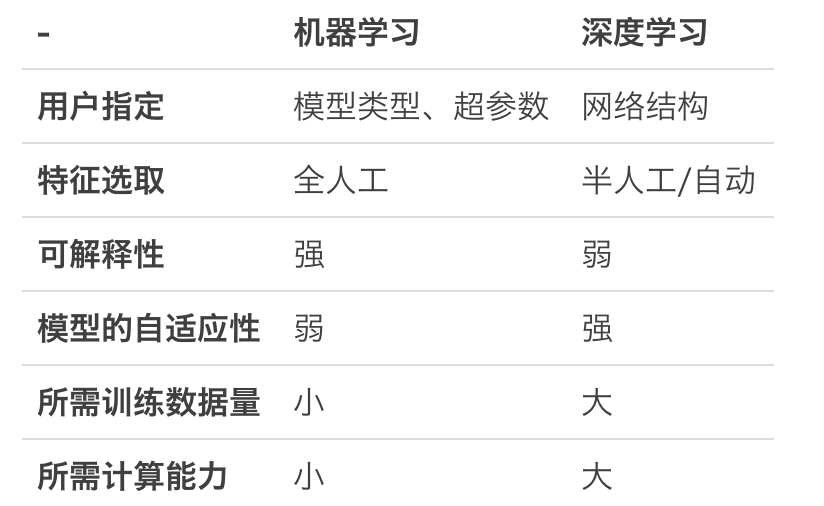 - 机器学习 深度学习
用户指定 模型类型、超参数 网络结构
特征选取 全人工 半人工/自动
可解释性 强 弱
模型的自适应性 弱 强
所需训练数据量 小 大
所需计算能力 小 大